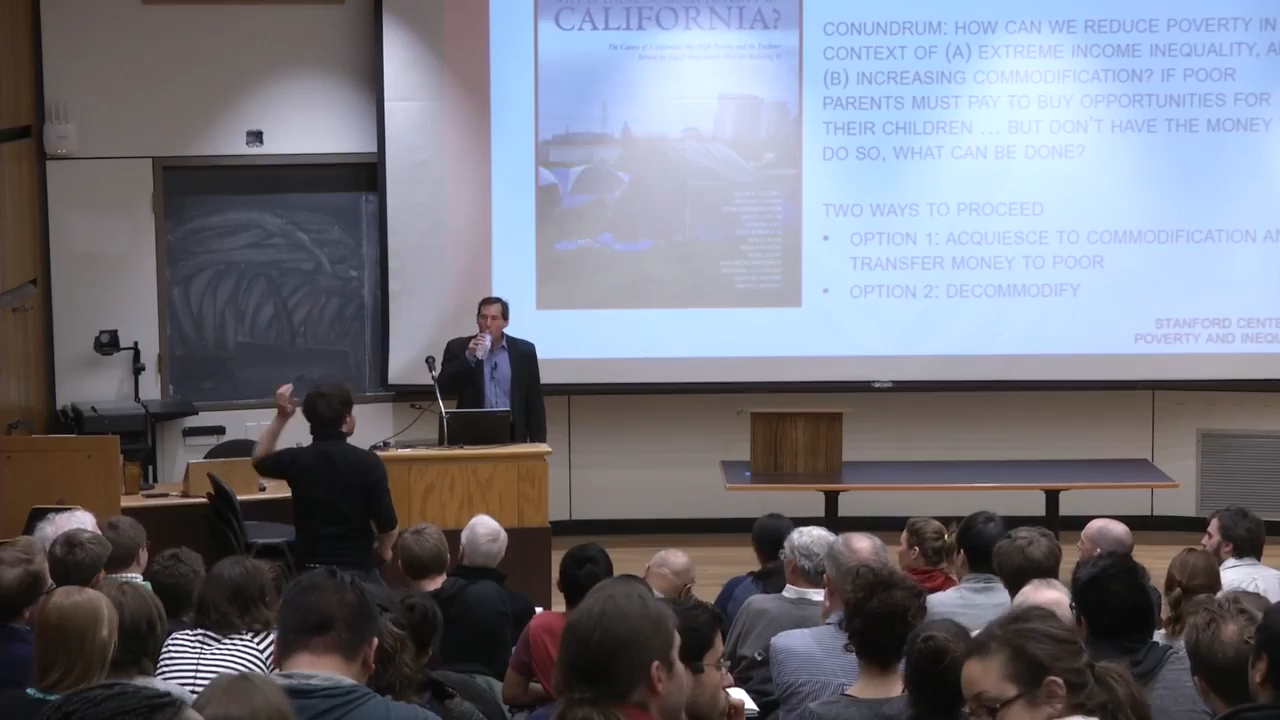 CALIFORNIA?
CONUNDRUM: HOW CAN WE REDUCE POVERTY IN
CONTEXT OF (A) EXTREME INCOME INEQUALITY, A
(B) INCREASING COMMODIFICATION? IF POOR
PARENTS MUST PAY TO BUY OPPORTUNITIES FOR
THEIR CHILDREN … BUT DON'T HAVE THE MONEY
DO SO, WHAT CAN BE DONE?
TWO WAYS TO PROCEED
• OPTION 1: ACQUIESCE TO COMMODIFICATION AN
TRANSFER MONEY TO POOR
• OPTION 2: DECOMMODIFY
STANFORD CENTE
POVERTY AND INEQU